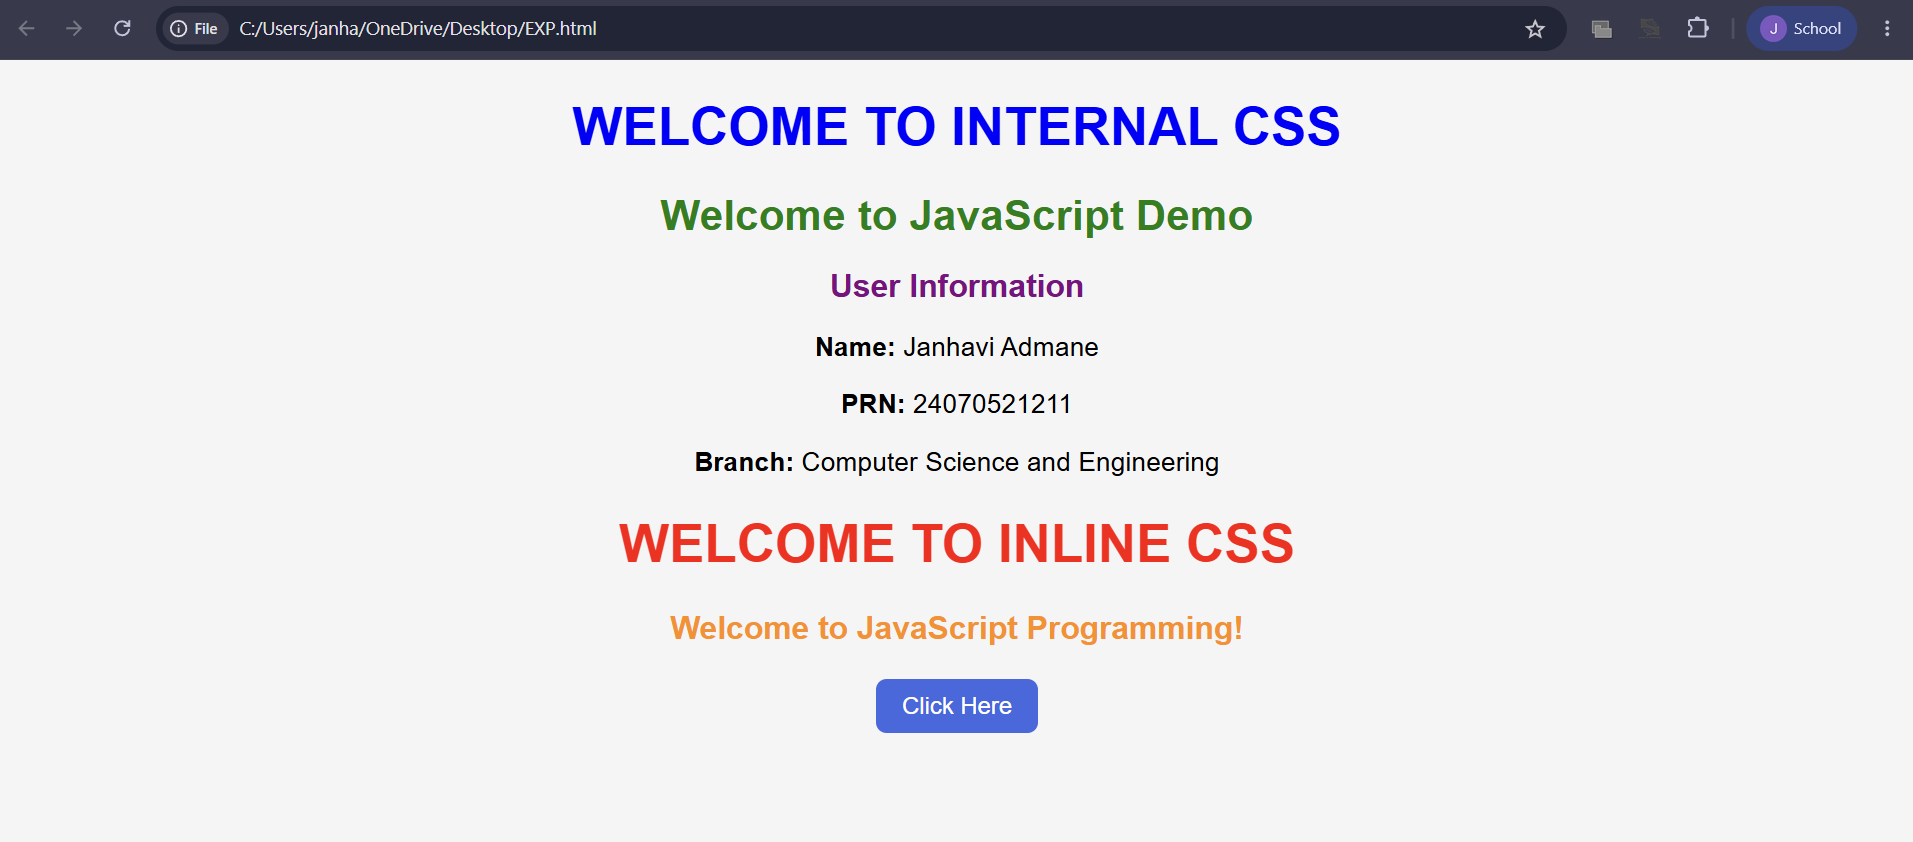 File C:/Users/janha/OneDrive/Desktop/EXP.html J School
WELCOME TO INTERNAL CSS
Welcome to JavaScript Demo
User Information
Name: Janhavi Admane
PRN: 24070521211
Branch: Computer Science and Engineering
WELCOME TO INLINE CSS
Welcome to JavaScript Programming!
Click Here